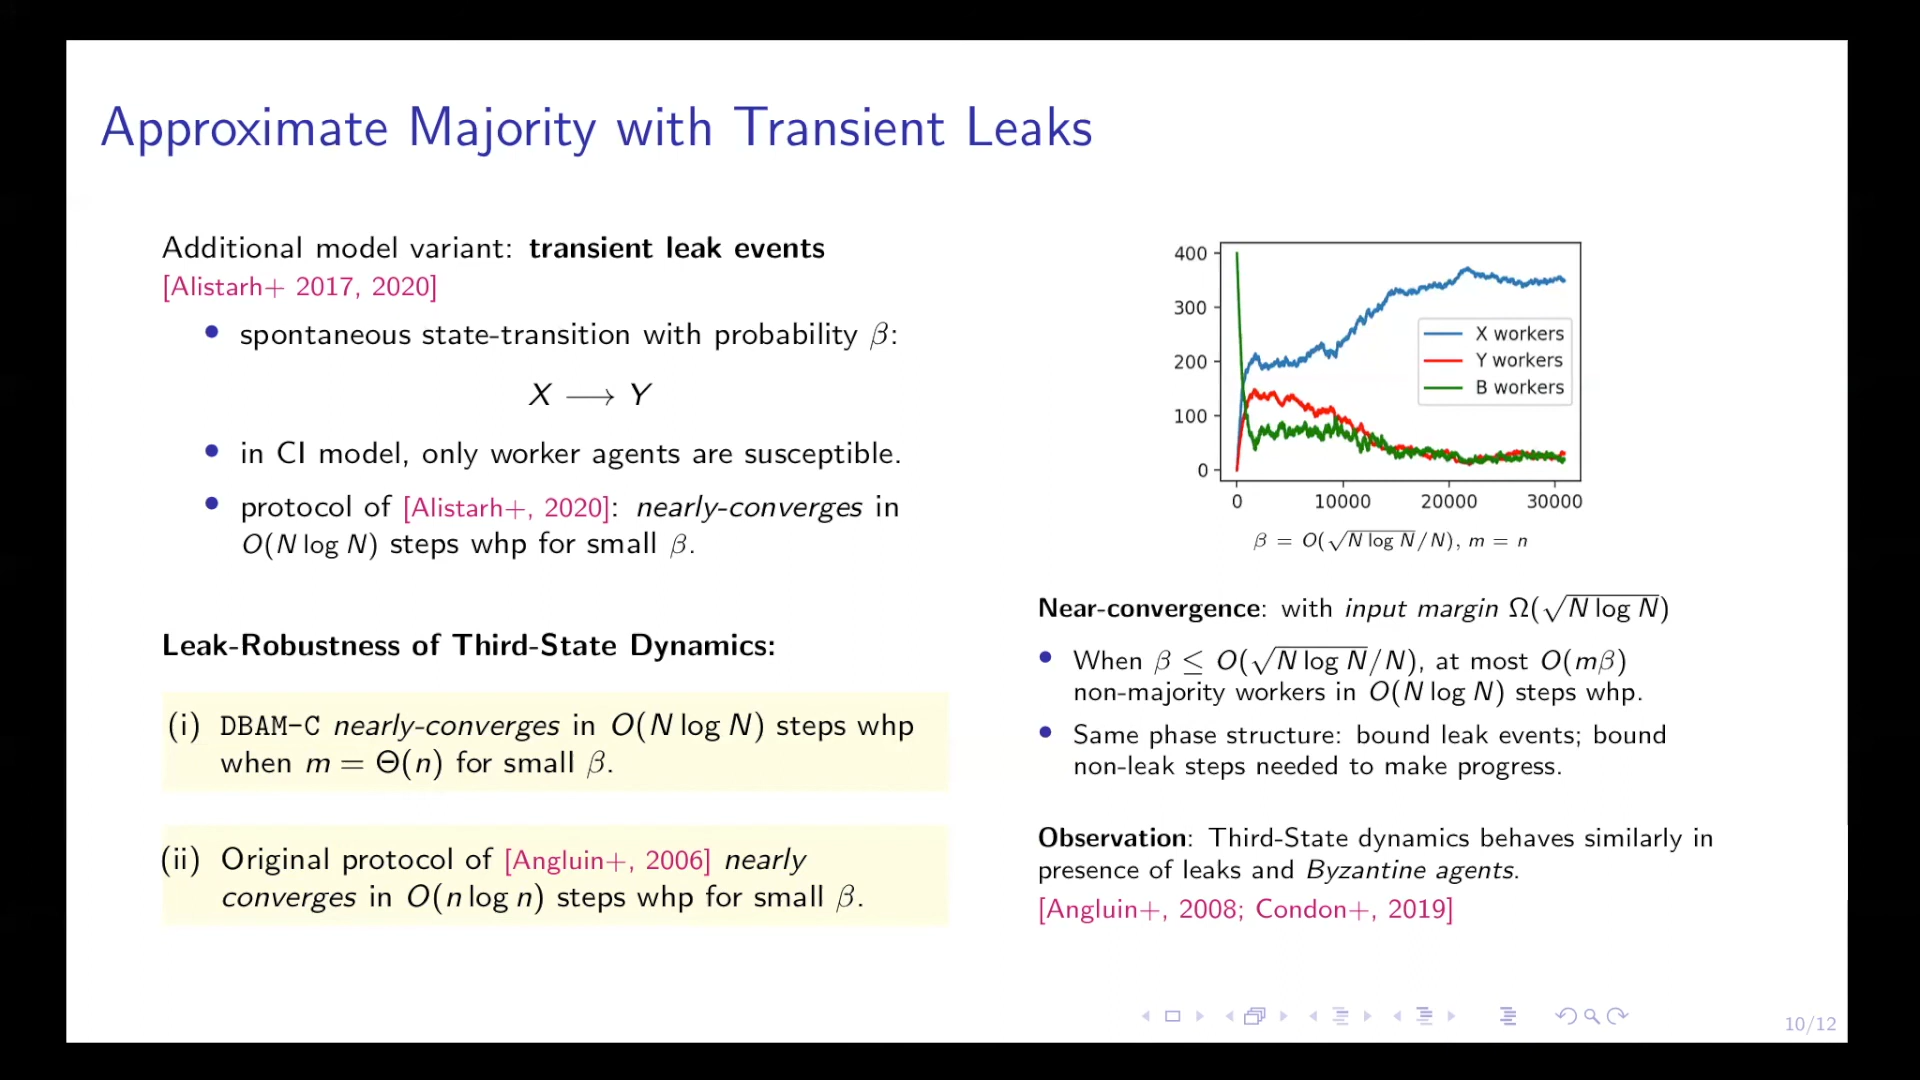 Approximate Majority with Transient Leaks
Additional model variant: transient leak events
[Alistarh+ 2017, 2020]
• spontaneous state-transition with probability β:
X ⟶ Y
• in CI model, only worker agents are susceptible.
• protocol of [Alistarh+, 2020]: nearly-converges in
O(N log N) steps whp for small β.
Leak-Robustness of Third-State Dynamics:
(i) DBAM-C nearly-converges in O(N log N) steps whp
when m = Θ(n) for small β.
(ii) Original protocol of [Angluin+, 2006] nearly
converges in O(n log n) steps whp for small β.
400
300
200
100
0
X workers
Y workers
B workers
0 10000 20000 30000
β = O(√N log N/N), m = n
Near-convergence: with input margin Ω(√N log N)
• When β ≤ O(√N log N/N), at most O(mβ)
non-majority workers in O(N log N) steps whp.
• Same phase structure: bound leak events; bound
non-leak steps needed to make progress.
Observation: Third-State dynamics behaves similarly in
presence of leaks and Byzantine agents.
[Angluin+, 2008; Condon+, 2019]
10/12